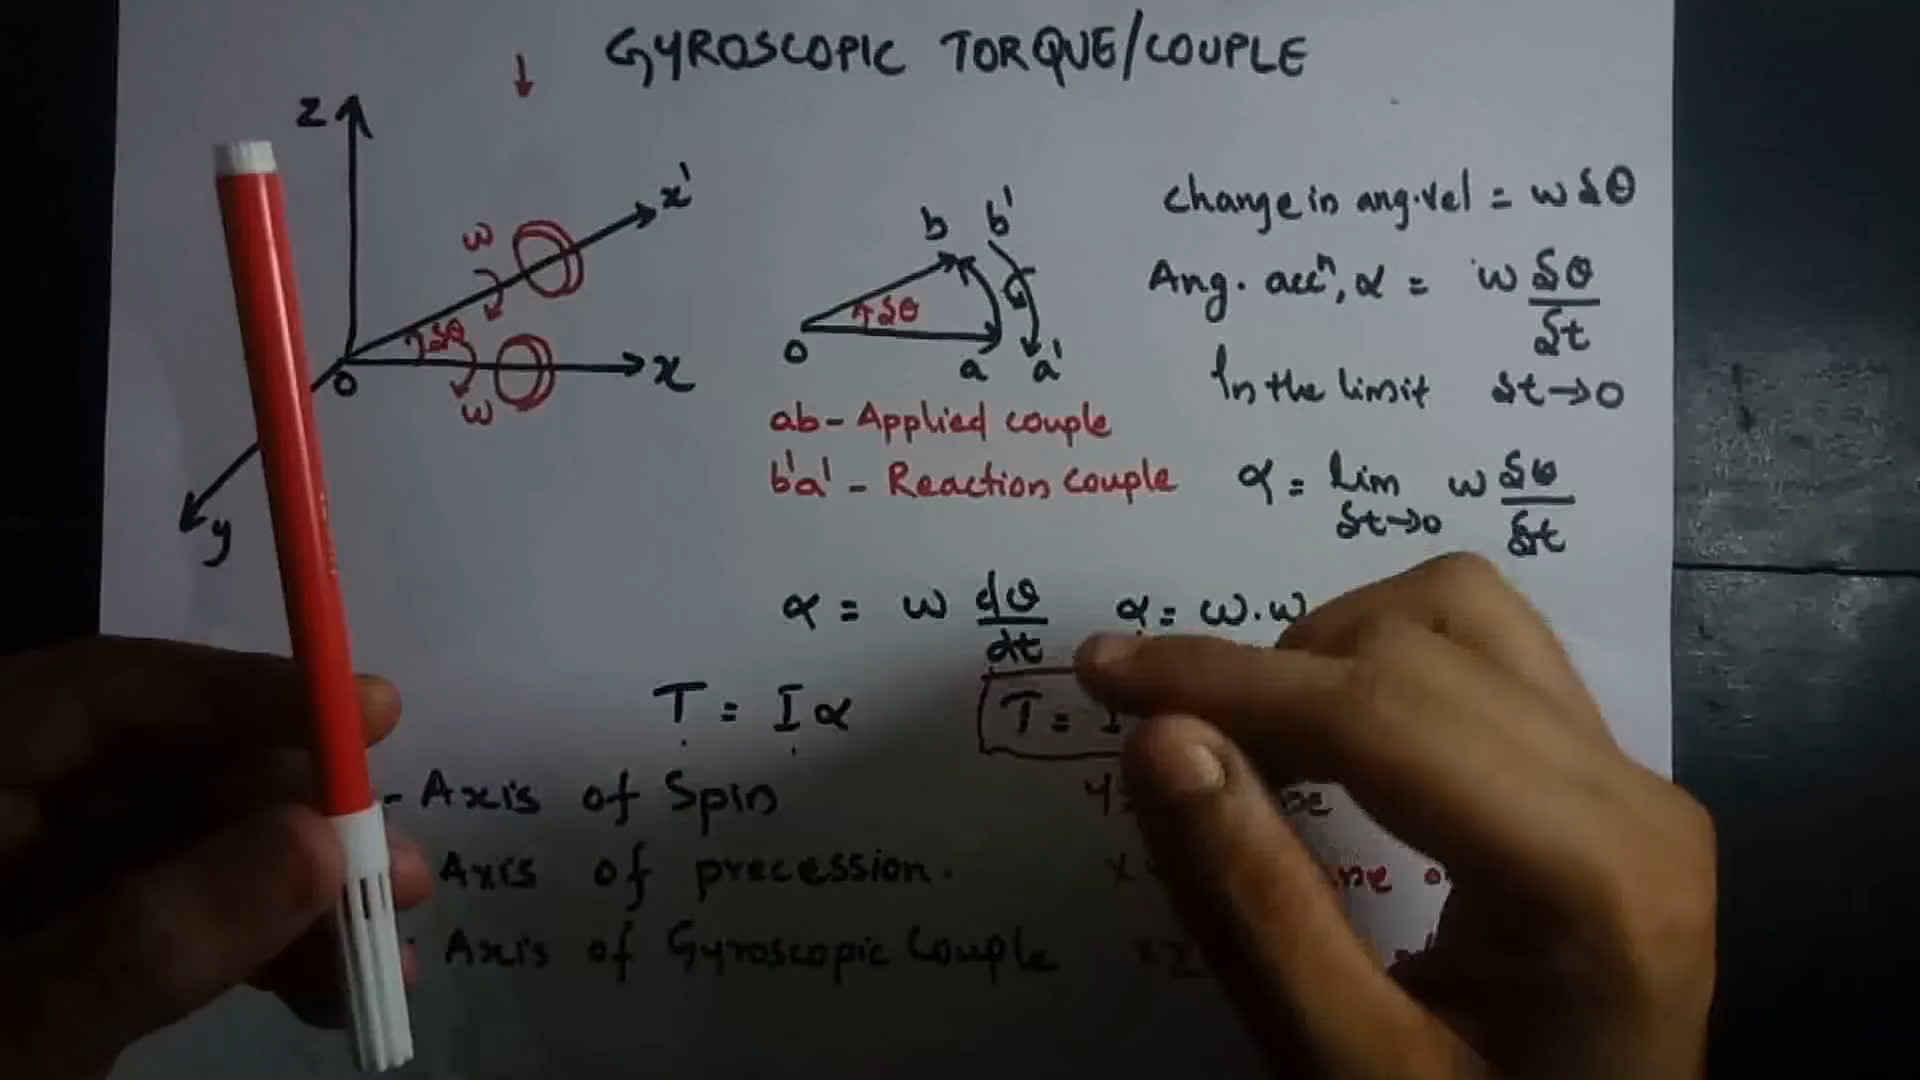 GYROSCOPIC TORQUE/COUPLE
↓
z
x'
ω
δθ
ω
x
o
y
b b'
δθ
o
a a'
ab - Applied couple
b'a' - Reaction couple
Change in ang.vel = ω δθ
Ang. accⁿ, α = ω δθ/δt
In the limit δt→0
α = Lim δt→0 ω δθ/δt
α = ω dθ/dt α = ω.ω
T = Iα T = I
- Axis of Spin
Axis of precession.
Axis of Gyroscopic Couple